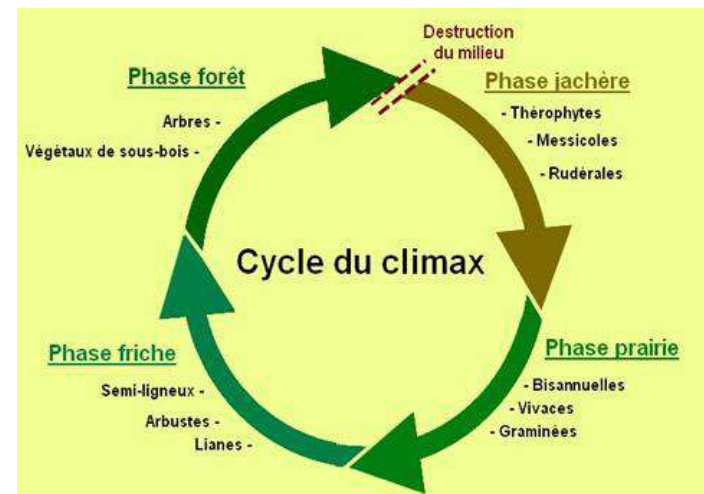 Destruction
du milieu
Phase forêt
Arbres -
Végétaux de sous-bois -
Phase jachère
- Thérophytes
- Messicoles
- Rudérales
Cycle du climax
Phase friche
Semi-ligneux -
Arbustes -
Lianes -
Phase prairie
- Bisannuelles
- Vivaces
- Graminées